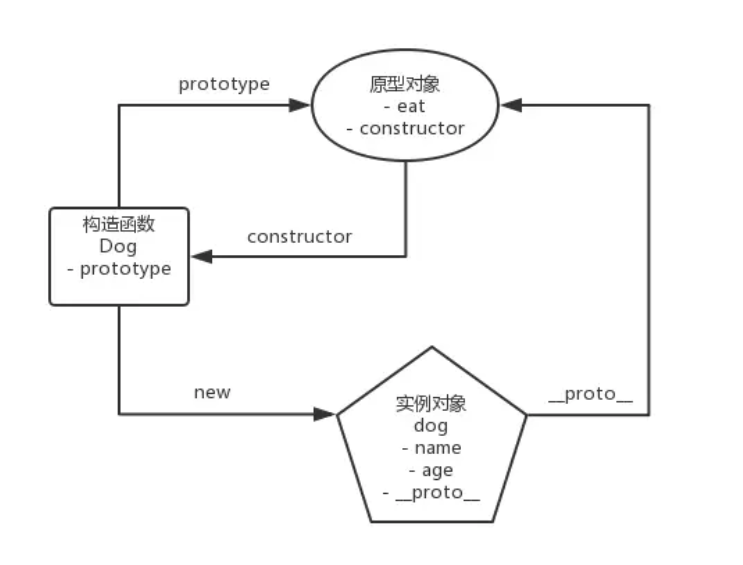 prototype
原型对象
- eat
- constructor
构造函数
Dog
- prototype
constructor
new
实例对象
dog
- name
- age
- __proto__
__proto__